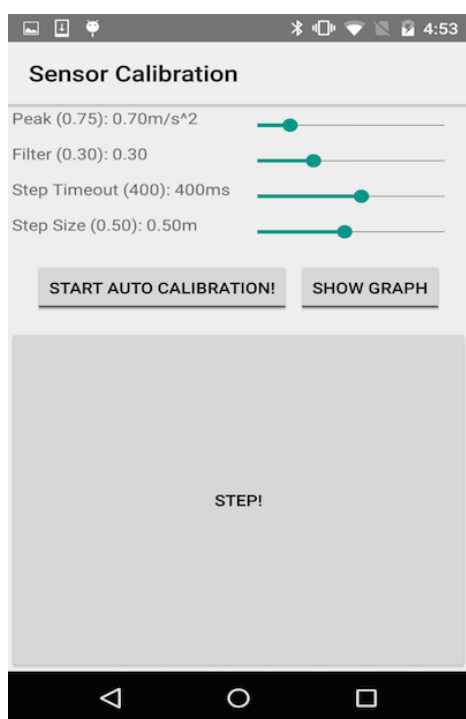 4:53
Sensor Calibration
Peak (0.75): 0.70m/s^2
Filter (0.30): 0.30
Step Timeout (400): 400ms
Step Size (0.50): 0.50m
START AUTO CALIBRATION! SHOW GRAPH
STEP!